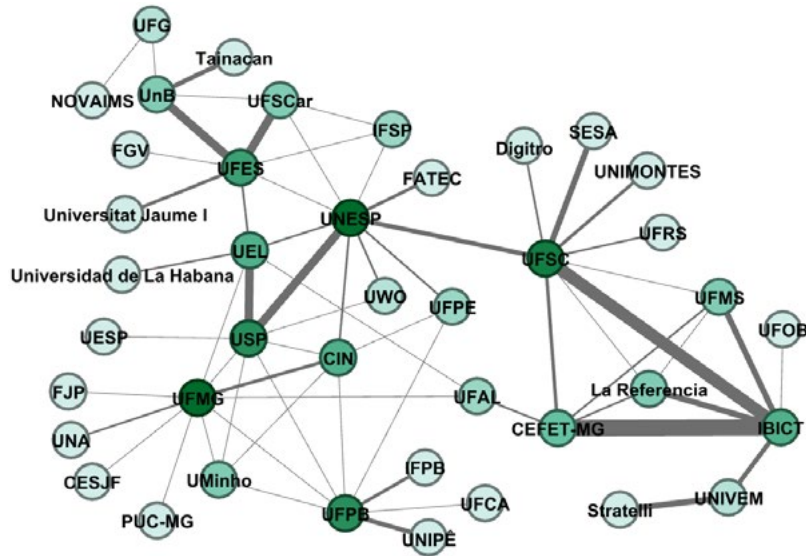 UFG
Tainacan
NOVAIMS
UnB
UFSCar
IFSP
FGV
UFES
FATEC
Digitro
SESA
UNIMONTES
Universitat Jaume I
UNESP
UFRS
UEL
UFSC
Universidad de La Habana
UWO
UFPE
UFMS
UESP
USP
CIN
UFOB
FJP
UFMG
UFAL
La Referencia
UNA
CEFET-MG
IBICT
CESJF
UMinho
IFPB
PUC-MG
UFPB
UFCA
UNIPÊ
Stratelli
UNIVEM